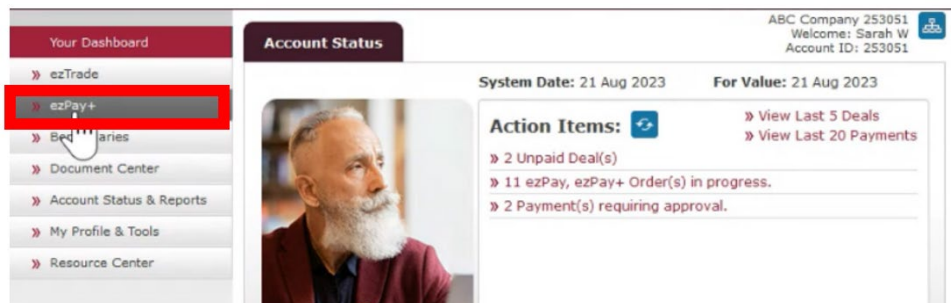 ABC Company 253051
Welcome: Sarah W
Account ID: 253051
Your Dashboard
Account Status
» ezTrade
» ezPay+
»
» Document Center
» Account Status & Reports
» My Profile & Tools
» Resource Center
System Date: 21 Aug 2023
For Value: 21 Aug 2023
Action Items:
» View Last 5 Deals
» View Last 20 Payments
» 2 Unpaid Deal(s)
» 11 ezPay, ezPay+ Order(s) in progress.
» 2 Payment(s) requiring approval.